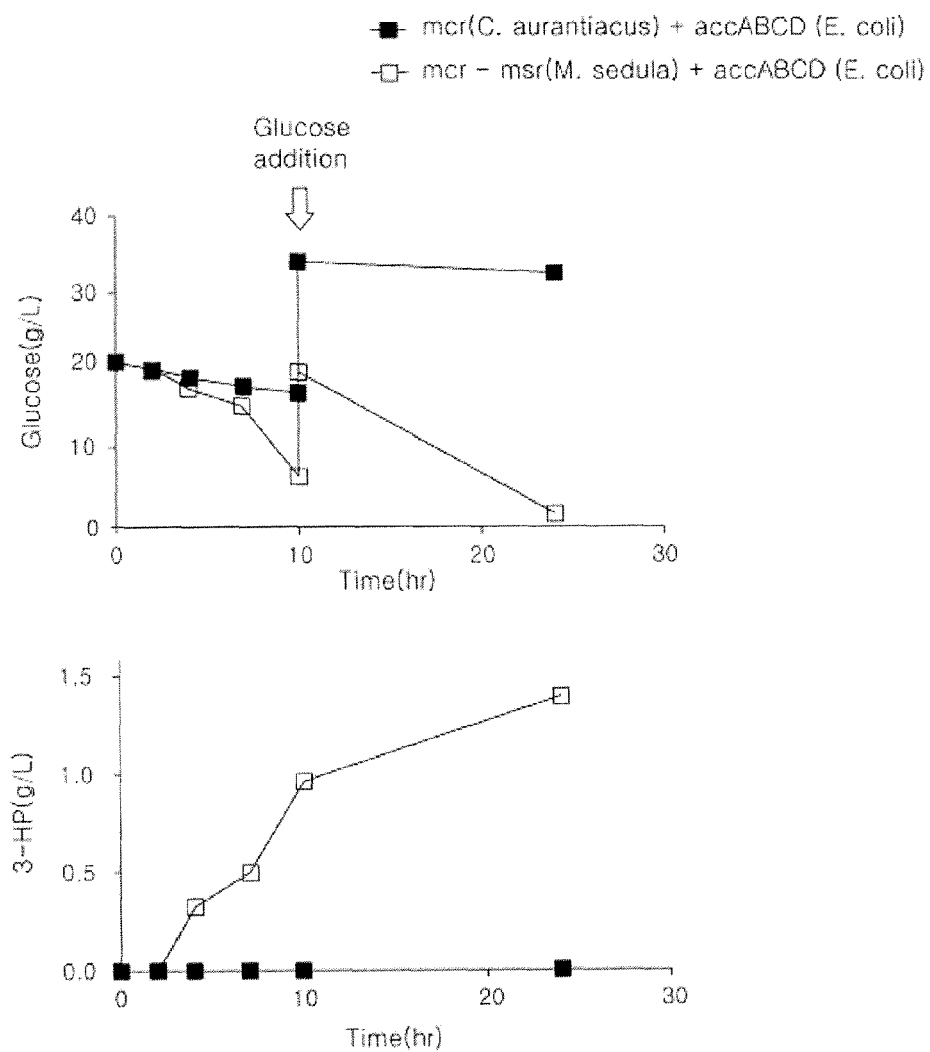 mcr(C. aurantiacus) + accABCD (E. coli)
mcr - msr(M. sedula) + accABCD (E. coli)
Glucose
addition
40
30
20
10
0
Glucose(g/L)
0 10 20 30
Time(hr)
1.5
1.0
0.5
0.0
3-HP(g/L)
0 10 20 30
Time(hr)